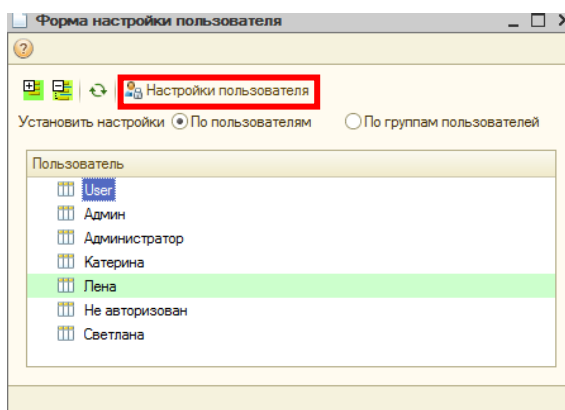 Форма настройки пользователя
Настройки пользователя
Установить настройки По пользователям По группам пользователей
Пользователь
User
Админ
Администратор
Катерина
Лена
Не авторизован
Светлана